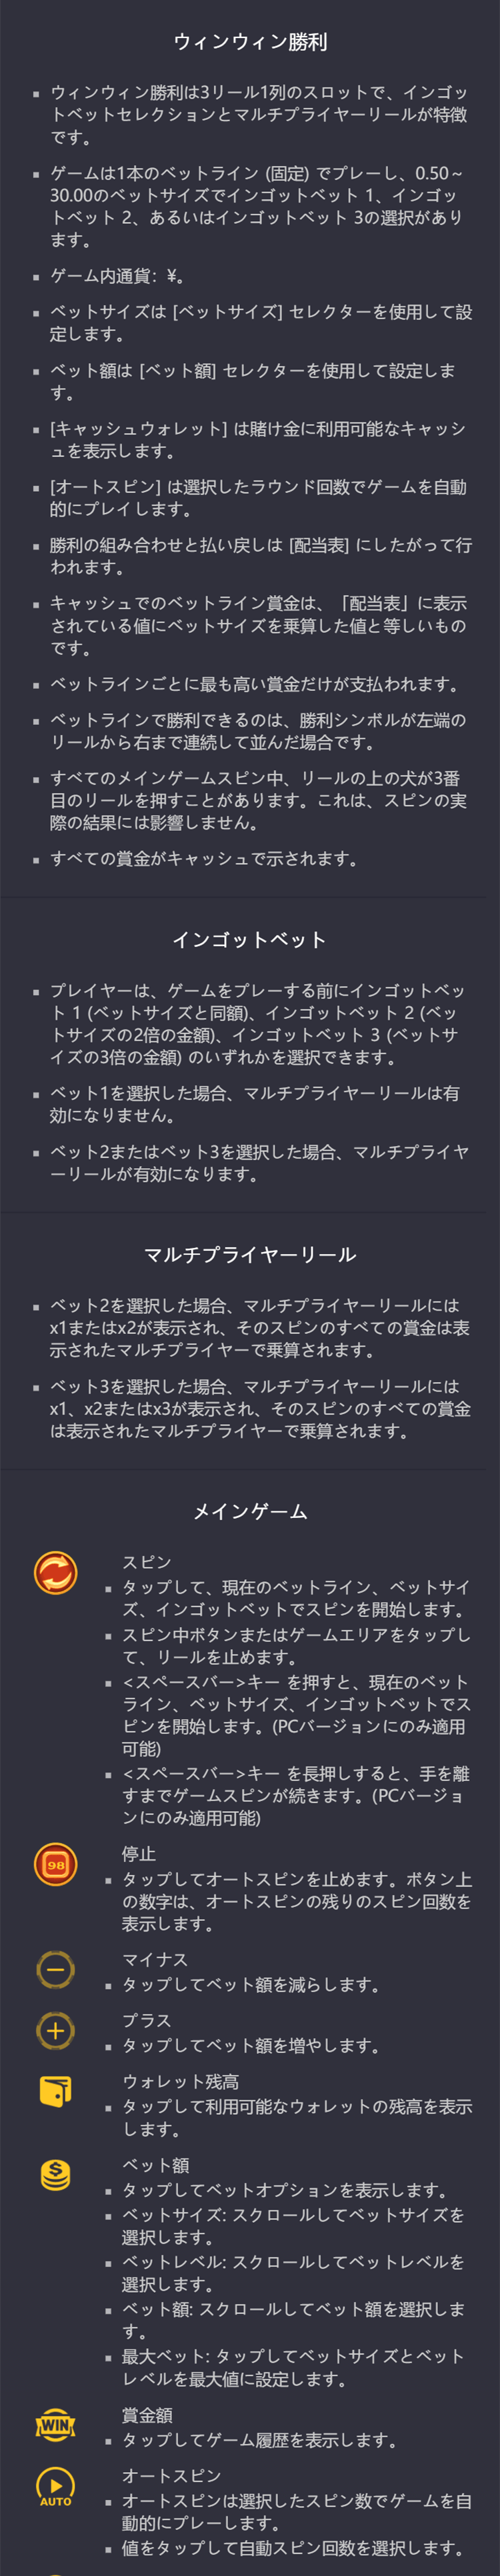 ウィンウィン勝利
▪ ウィンウィン勝利は3リール1列のスロットで、インゴッ
トベットセレクションとマルチプライヤーリールが特徴
です。
▪ ゲームは1本のベットライン (固定) でプレーし、0.50～
30.00のベットサイズでインゴットベット 1、インゴッ
トベット 2、あるいはインゴットベット 3の選択があり
ます。
▪ ゲーム内通貨: ¥。
▪ ベットサイズは [ベットサイズ] セレクターを使用して設
定します。
▪ ベット額は [ベット額] セレクターを使用して設定しま
す。
▪ [キャッシュウォレット] は賭け金に利用可能なキャッシ
ュを表示します。
▪ [オートスピン] は選択したラウンド回数でゲームを自動
的にプレイします。
▪ 勝利の組み合わせと払い戻しは [配当表] にしたがって行
われます。
▪ キャッシュでのベットライン賞金は、「配当表」に表示
されている値にベットサイズを乗算した値と等しいもの
です。
▪ ベットラインごとに最も高い賞金だけが支払われます。
▪ ベットラインで勝利できるのは、勝利シンボルが左端の
リールから右まで連続して並んだ場合です。
▪ すべてのメインゲームスピン中、リールの上の犬が3番
目のリールを押すことがあります。これは、スピンの実
際の結果には影響しません。
▪ すべての賞金がキャッシュで示されます。
インゴットベット
▪ プレイヤーは、ゲームをプレーする前にインゴットベッ
ト 1 (ベットサイズと同額)、インゴットベット 2 (ベッ
トサイズの2倍の金額)、インゴットベット 3 (ベットサ
イズの3倍の金額) のいずれかを選択できます。
▪ ベット1を選択した場合、マルチプライヤーリールは有
効になりません。
▪ ベット2またはベット3を選択した場合、マルチプライヤ
ーリールが有効になります。
マルチプライヤーリール
▪ ベット2を選択した場合、マルチプライヤーリールには
x1またはx2が表示され、そのスピンのすべての賞金は表
示されたマルチプライヤーで乗算されます。
▪ ベット3を選択した場合、マルチプライヤーリールには
x1、x2またはx3が表示され、そのスピンのすべての賞金
は表示されたマルチプライヤーで乗算されます。
メインゲーム
スピン
▪ タップして、現在のベットライン、ベットサイ
ズ、インゴットベットでスピンを開始します。
▪ スピン中ボタンまたはゲームエリアをタップし
て、リールを止めます。
▪ <スペースバー>キー を押すと、現在のベット
ライン、ベットサイズ、インゴットベットでス
ピンを開始します。(PCバージョンにのみ適用
可能)
▪ <スペースバー>キー を長押しすると、手を離
すまでゲームスピンが続きます。(PCバージョ
ンにのみ適用可能)
98
停止
▪ タップしてオートスピンを止めます。ボタン上
の数字は、オートスピンの残りのスピン回数を
表示します。
マイナス
▪ タップしてベット額を減らします。
プラス
▪ タップしてベット額を増やします。
ウォレット残高
▪ タップして利用可能なウォレットの残高を表示
します。
ベット額
▪ タップしてベットオプションを表示します。
▪ ベットサイズ: スクロールしてベットサイズを
選択します。
▪ ベットレベル: スクロールしてベットレベルを
選択します。
▪ ベット額: スクロールしてベット額を選択しま
す。
▪ 最大ベット: タップしてベットサイズとベット
レベルを最大値に設定します。
WIN
賞金額
▪ タップしてゲーム履歴を表示します。
AUTO
オートスピン
▪ オートスピンは選択したスピン数でゲームを自
動的にプレーします。
▪ 値をタップして自動スピン回数を選択します。